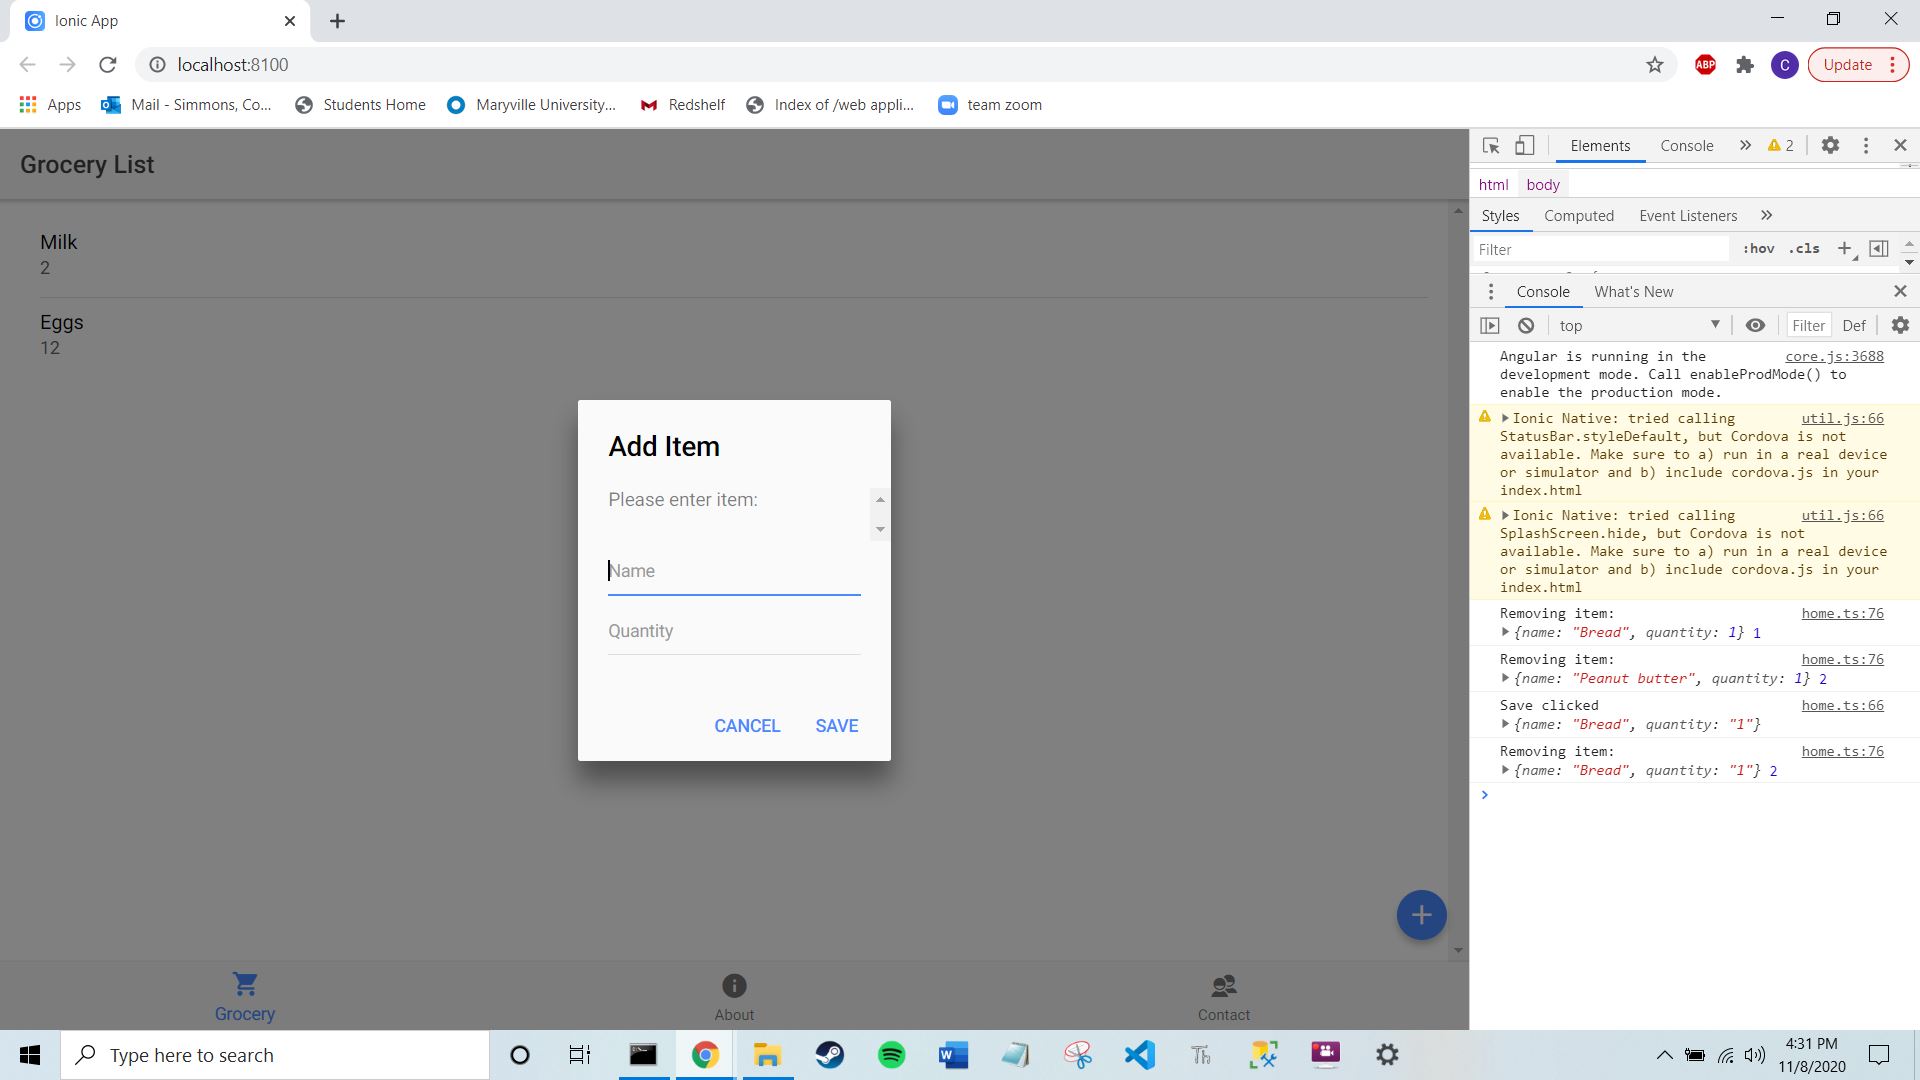 Ionic App
localhost:8100
ABP
C
Update
Apps
Mail - Simmons, Co...
Students Home
Maryville University...
Redshelf
Index of /web appli...
team zoom
Grocery List
Milk
2
Eggs
12
Add Item
Please enter item:
Name
Quantity
CANCEL
SAVE
Grocery
About
Contact
Elements
Console
2
html
body
Styles
Computed
Event Listeners
Filter
:hov
.cls
Console
What's New
top
Filter
Def
Angular is running in the core.js:3688
development mode. Call enableProdMode() to
enable the production mode.
Ionic Native: tried calling util.js:66
StatusBar.styleDefault, but Cordova is not
available. Make sure to a) run in a real device
or simulator and b) include cordova.js in your
index.html
Ionic Native: tried calling util.js:66
SplashScreen.hide, but Cordova is not
available. Make sure to a) run in a real device
or simulator and b) include cordova.js in your
index.html
Removing item: home.ts:76
{name: "Bread", quantity: 1} 1
Removing item: home.ts:76
{name: "Peanut butter", quantity: 1} 2
Save clicked home.ts:66
{name: "Bread", quantity: "1"}
Removing item: home.ts:76
{name: "Bread", quantity: "1"} 2
Type here to search
Th
4:31 PM
11/8/2020